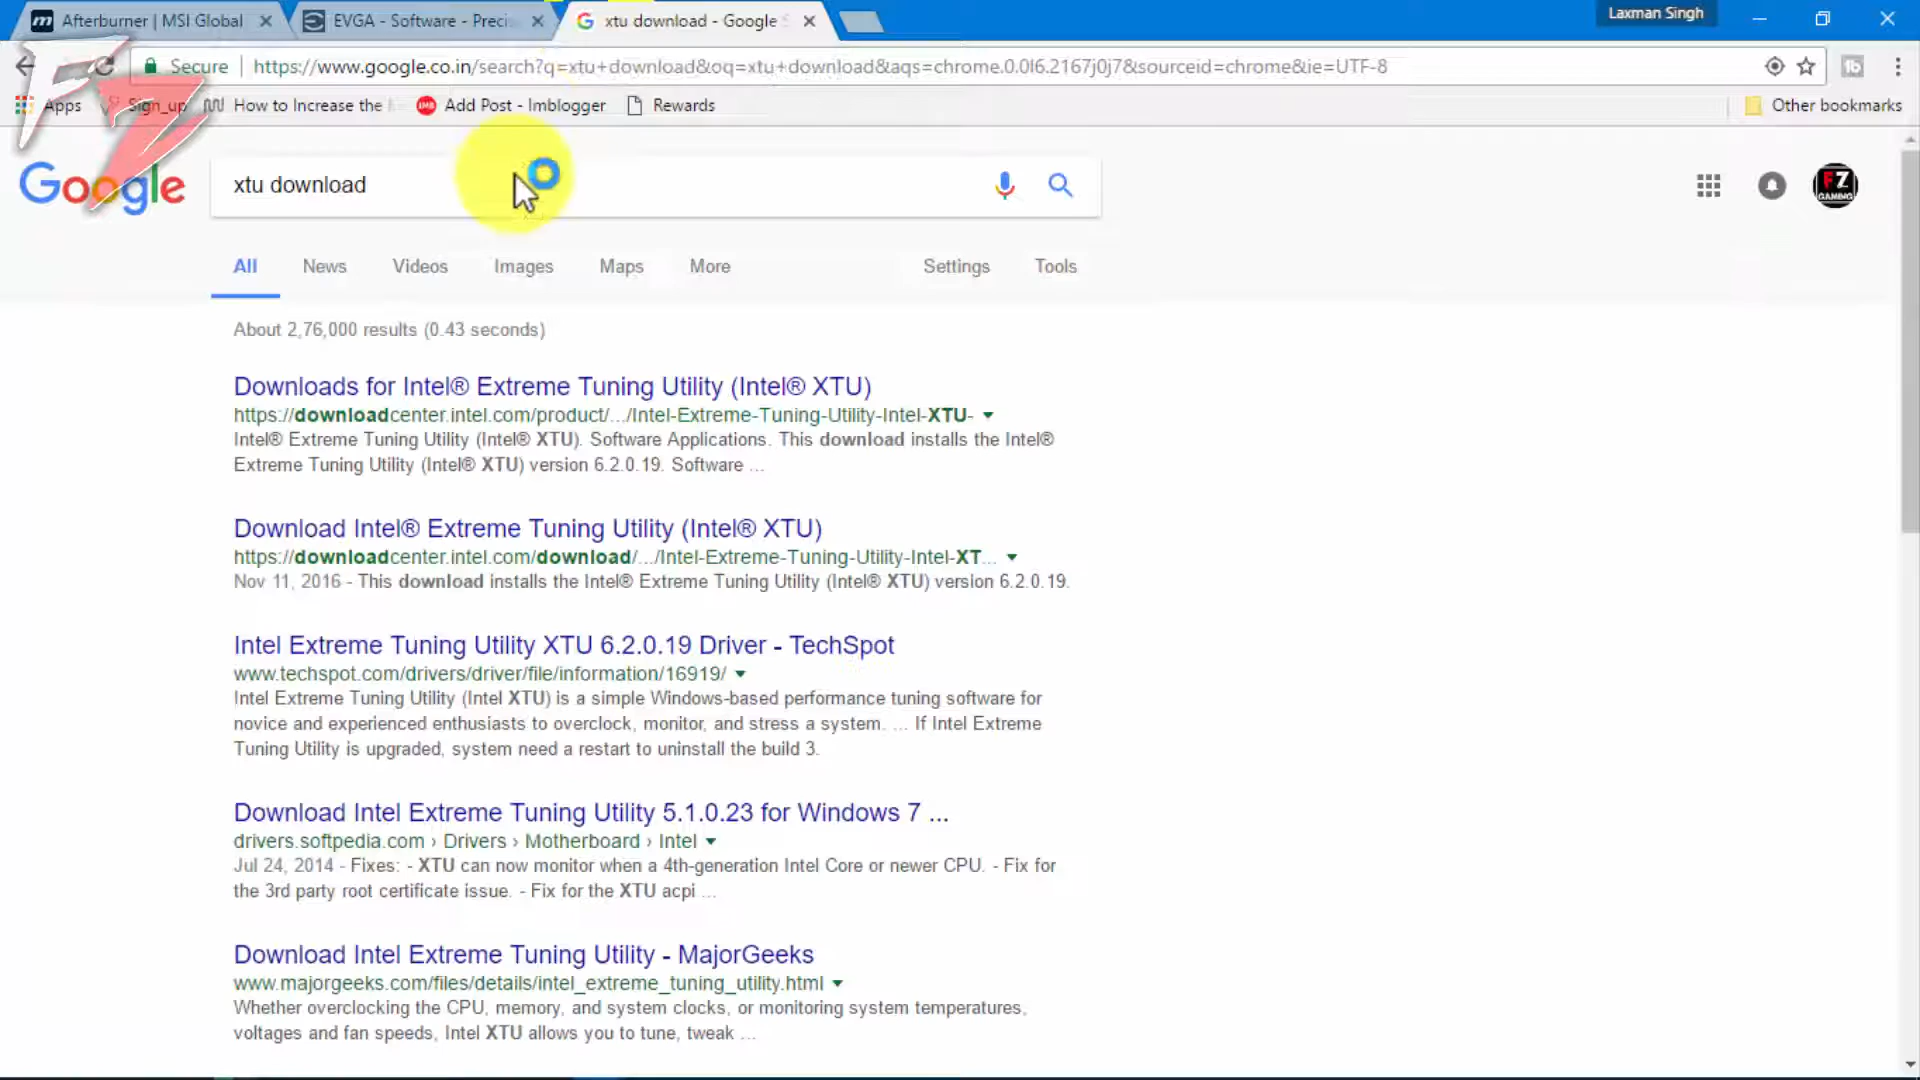 Afterburner | MSI Global
EVGA - Software - Precis
xtu download - Google S
Laxman Singh
Secure
https://www.google.co.in/search?q=xtu+download&oq=xtu+download&aqs=chrome.0.0l6.2167j0j7&sourceid=chrome&ie=UTF-8
Apps
Sign_up
How to Increase the
Add Post - Imblogger
Rewards
Other bookmarks
FZ
Google
xtu download
FZ
GAMING
All
News
Videos
Images
Maps
More
Settings
Tools
About 2,76,000 results (0.43 seconds)
Downloads for Intel® Extreme Tuning Utility (Intel® XTU)
https://downloadcenter.intel.com/product/.../Intel-Extreme-Tuning-Utility-Intel-XTU-
Intel® Extreme Tuning Utility (Intel® XTU). Software Applications. This download installs the Intel®
Extreme Tuning Utility (Intel® XTU) version 6.2.0.19. Software ...
Download Intel® Extreme Tuning Utility (Intel® XTU)
https://downloadcenter.intel.com/download/.../Intel-Extreme-Tuning-Utility-Intel-XT...
Nov 11, 2016 - This download installs the Intel® Extreme Tuning Utility (Intel® XTU) version 6.2.0.19.
Intel Extreme Tuning Utility XTU 6.2.0.19 Driver - TechSpot
www.techspot.com/drivers/driver/file/information/16919/
Intel Extreme Tuning Utility (Intel XTU) is a simple Windows-based performance tuning software for
novice and experienced enthusiasts to overclock, monitor, and stress a system. ... If Intel Extreme
Tuning Utility is upgraded, system need a restart to uninstall the build 3.
Download Intel Extreme Tuning Utility 5.1.0.23 for Windows 7 ...
drivers.softpedia.com › Drivers › Motherboard › Intel
Jul 24, 2014 - Fixes: - XTU can now monitor when a 4th-generation Intel Core or newer CPU. - Fix for
the 3rd party root certificate issue. - Fix for the XTU acpi ...
Download Intel Extreme Tuning Utility - MajorGeeks
www.majorgeeks.com/files/details/intel_extreme_tuning_utility.html
Whether overclocking the CPU, memory, and system clocks, or monitoring system temperatures,
voltages and fan speeds, Intel XTU allows you to tune, tweak ...